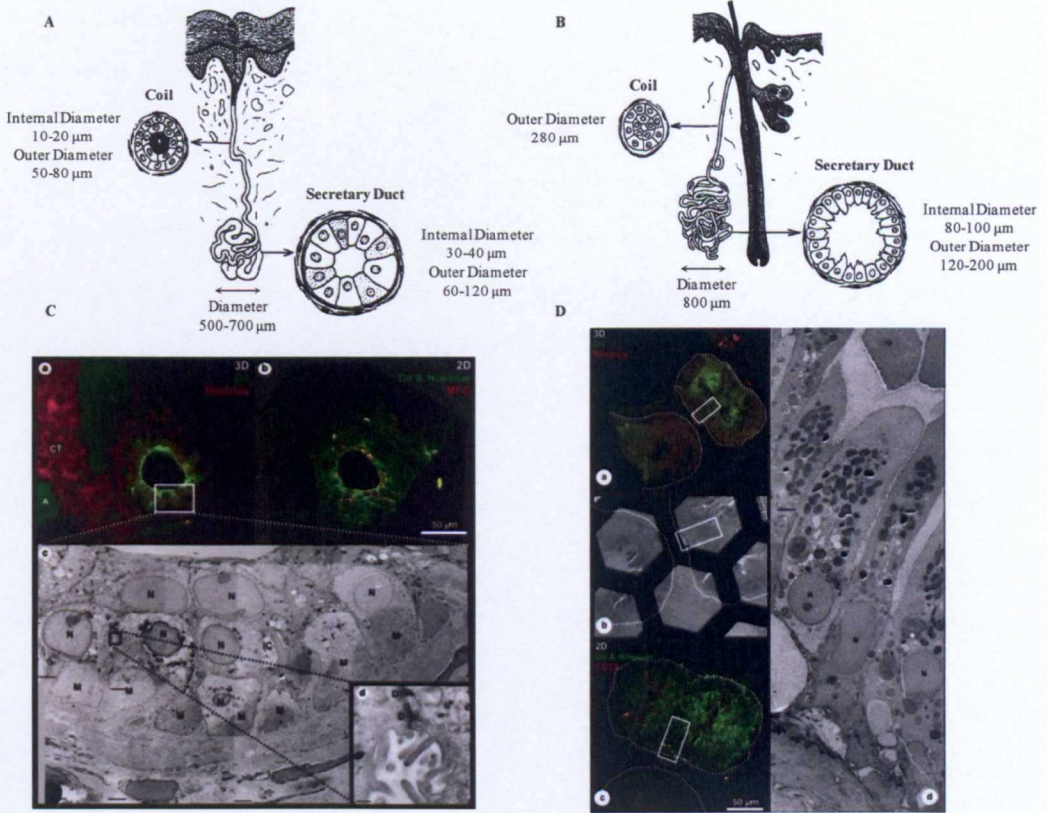 A
Coil
Internal Diameter
10-20 µm
Outer Diameter
50-80 µm
Secretary Duct
Internal Diameter
30-40 µm
Outer Diameter
60-120 µm
Diameter
500-700 µm
B
Coil
Outer Diameter
280 µm
Secretary Duct
Internal Diameter
80-100 µm
Outer Diameter
120-200 µm
Diameter
800 µm
C
a
3D
CT
A
b
2D
50 µm
c
N
N
N
N
N
N
IC
M
M
M
M
M
M
M
d
D
3D
a
b
2D
c
50 µm
N
N
N
d